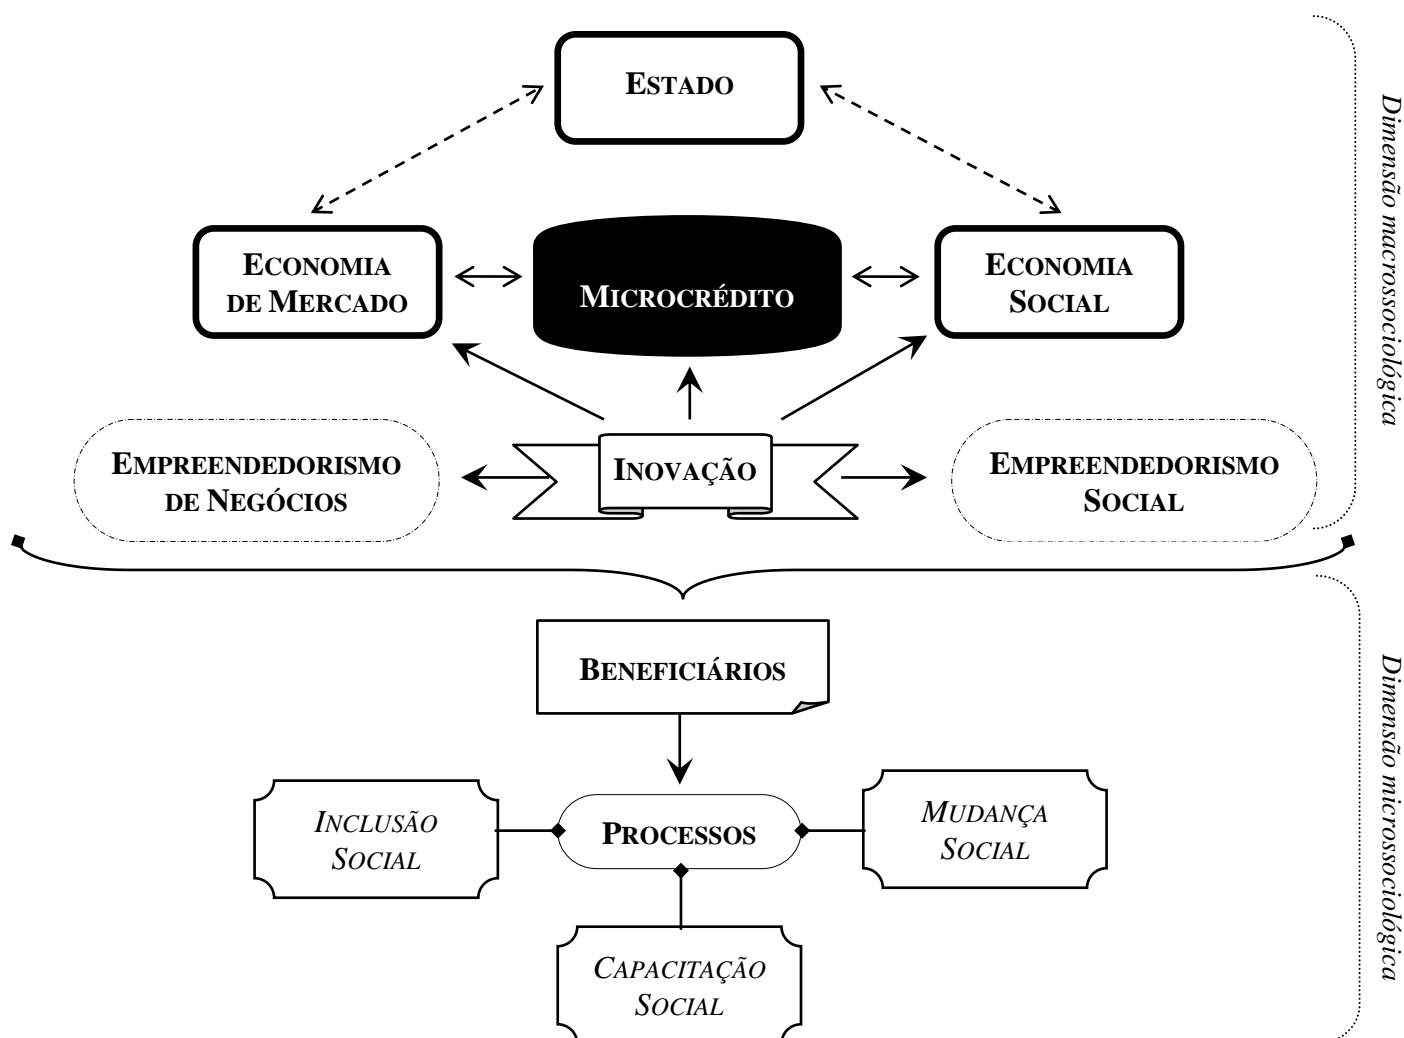 ESTADO
ECONOMIA
DE MERCADO
MICROCRÉDITO
ECONOMIA
SOCIAL
EMPREENDEDORISMO
DE NEGÓCIOS
INOVAÇÃO
EMPREENDEDORISMO
SOCIAL
Dimensão macrossociológica
BENEFICIÁRIOS
INCLUSÃO
SOCIAL
PROCESSOS
MUDANÇA
SOCIAL
CAPACITAÇÃO
SOCIAL
Dimensão microssociológica